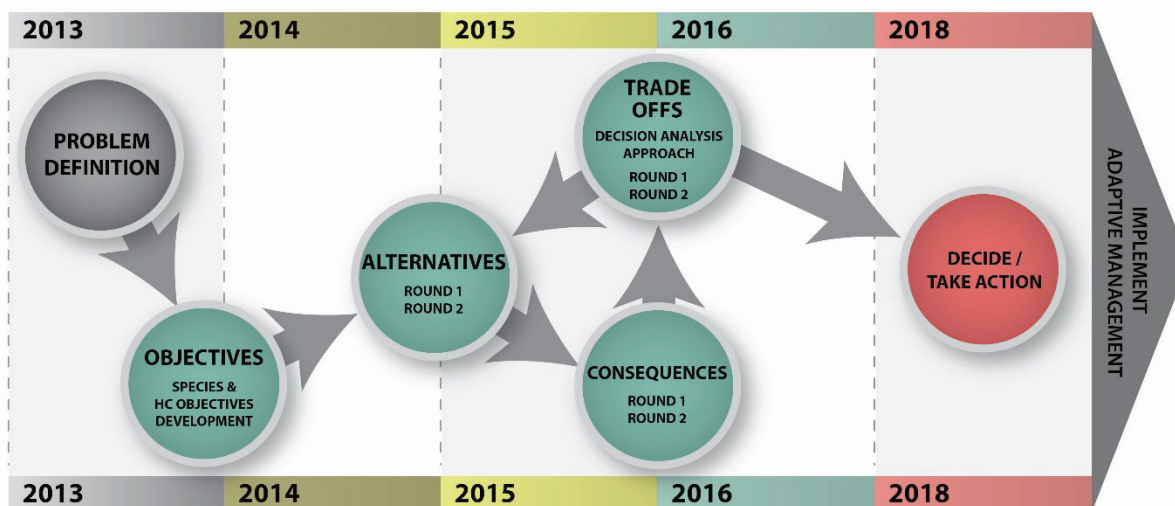 2013
2014
2015
2016
2018
PROBLEM
DEFINITION
OBJECTIVES
SPECIES &
HC OBJECTIVES
DEVELOPMENT
ALTERNATIVES
ROUND 1
ROUND 2
CONSEQUENCES
ROUND 1
ROUND 2
TRADE
OFFS
DECISION ANALYSIS
APPROACH
ROUND 1
ROUND 2
DECIDE /
TAKE ACTION
IMPLEMENT
ADAPTIVE MANAGEMENT
2013
2014
2015
2016
2018